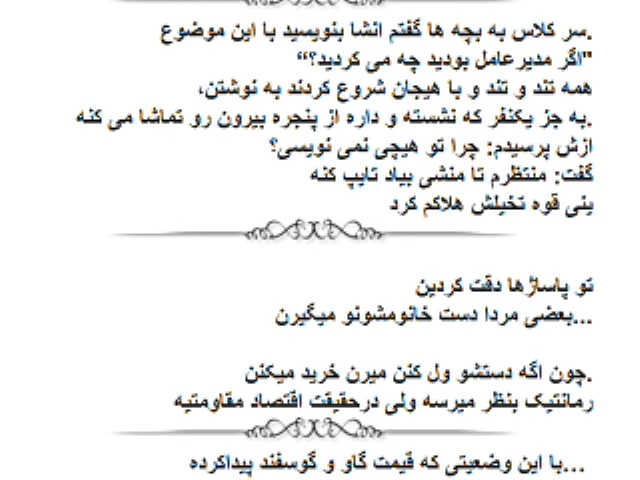 .سر کلاس به بچه ها گفتم انشا بنویسید با این موضوع
"اگر مدیرعامل بودید چه می کردید؟“
همه تند و تند و با هیجان شروع کردند به نوشتن،
.به جز یکنفر که نشسته و داره از پنجره بیرون رو تماشا می کنه
ازش پرسیدم: چرا تو هیچی نمی نویسی؟
گفت: منتظرم تا منشی بیاد تایپ کنه
ینی قوه تخیلش هلاکم کرد
تو پاساژها دقت کردین
...بعضی مردا دست خانومشونو میگیرن
.چون اگه دستشو ول کنن میرن خرید میکنن
رمانتیک بنظر میرسه ولی درحقیقت اقتصاد مقاومتیه
...با این وضعیتی که قیمت گاو و گوسفند پیداکرده